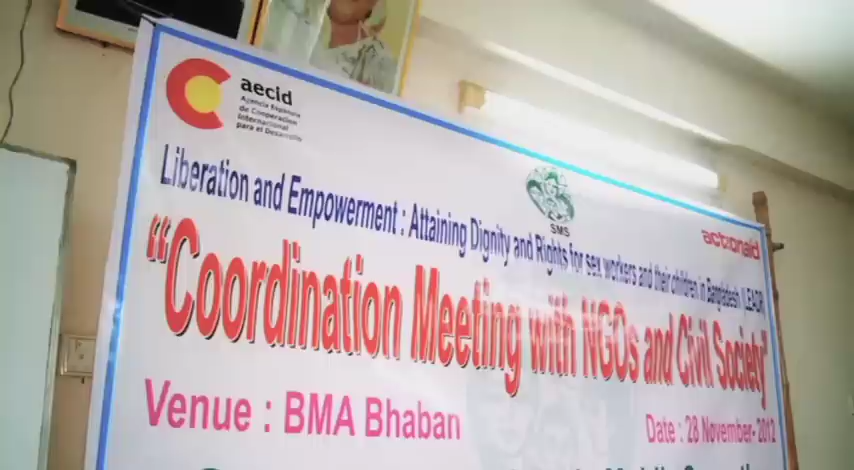 aecid
Agencia Española
de Cooperación
Internacional
para el Desarrollo
SMS
actionaid
Liberation and Empowerment : Attaining Dignity and Rights for sex workers and their children in Bangladesh (LEADR)
“Coordination Meeting with NGOs and Civil Society”
Venue : BMA Bhaban
Date : 28 November- 2012